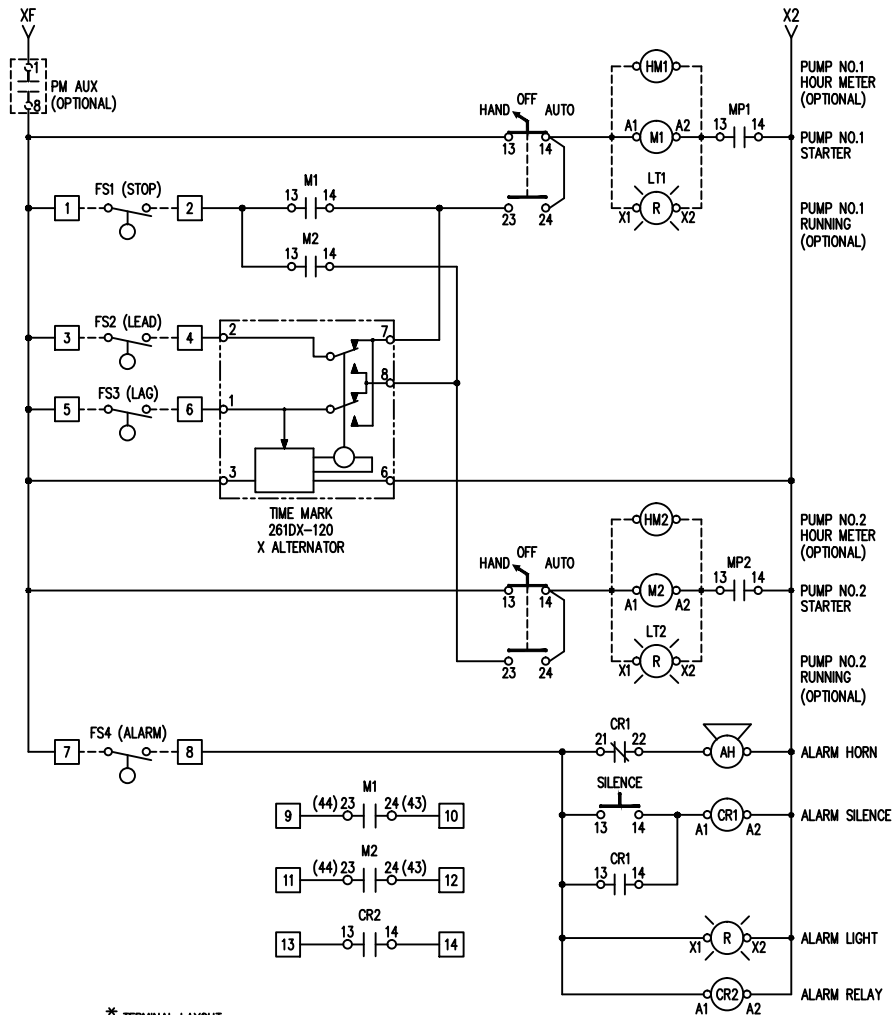 XF
X2
1
8
PM AUX
(OPTIONAL)
HM1
PUMP NO.1
HOUR METER
(OPTIONAL)
HAND
OFF
AUTO
13 14
A1 M1 A2
MP1
13 14
PUMP NO.1
STARTER
LT1
X1 R X2
PUMP NO.1
RUNNING
(OPTIONAL)
1
FS1 (STOP)
2
M1
13 14
23 24
M2
13 14
3
FS2 (LEAD)
4
2
7
8
5
FS3 (LAG)
6
1
3
6
TIME MARK
261DX-120
X ALTERNATOR
HM2
PUMP NO.2
HOUR METER
(OPTIONAL)
HAND
OFF
AUTO
13 14
A1 M2 A2
MP2
13 14
PUMP NO.2
STARTER
LT2
X1 R X2
23 24
PUMP NO.2
RUNNING
(OPTIONAL)
7
FS4 (ALARM)
8
CR1
21 22
AH
ALARM HORN
SILENCE
13 14
A1 CR1 A2
ALARM SILENCE
CR1
13 14
X1 R X2
ALARM LIGHT
A1 CR2 A2
ALARM RELAY
M1
9 (44) 23 24 (43) 10
M2
11 (44) 23 24 (43) 12
CR2
13 13 14 14
* TERMINAL LAYOUT